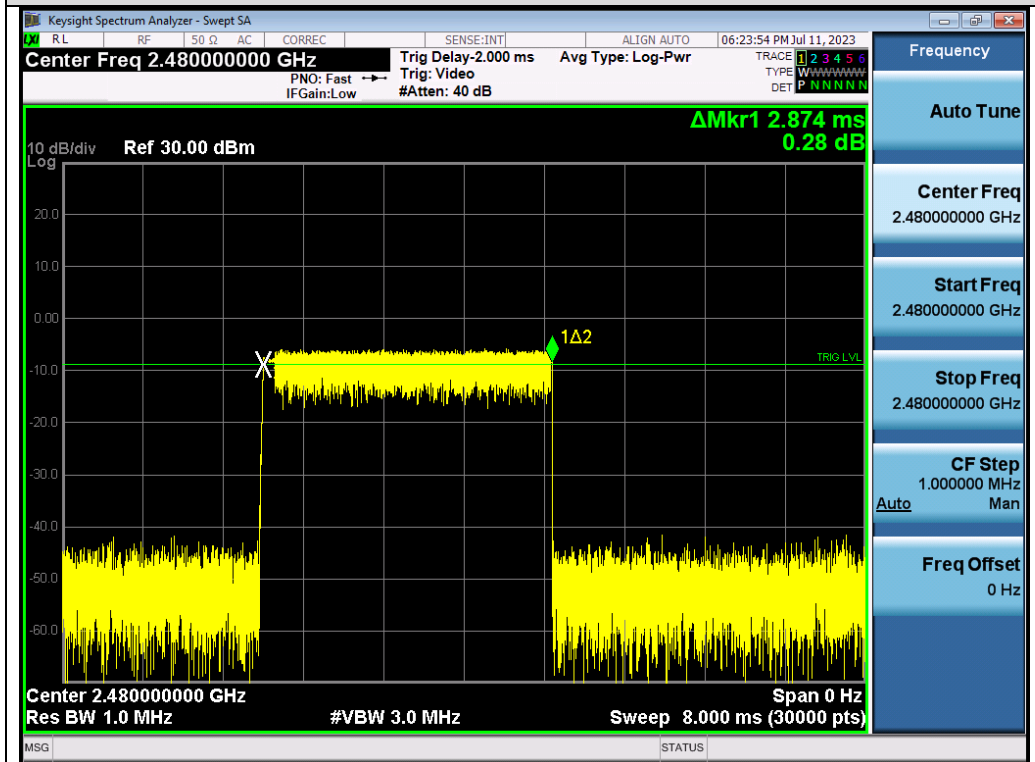 Keysight Spectrum Analyzer - Swept SA
LXI RL RF 50 Ω AC CORREC SENSE:INT ALIGN AUTO 06:23:54 PM Jul 11, 2023
Center Freq 2.480000000 GHz
PNO: Fast
IFGain:Low
Trig Delay-2.000 ms
Trig: Video
#Atten: 40 dB
Avg Type: Log-Pwr
TRACE 1 2 3 4 5 6
TYPE WWWWWW
DET P N N N N N
ΔMkr1 2.874 ms
0.28 dB
10 dB/div Ref 30.00 dBm
Log
20.0
10.0
0.00
-10.0
-20.0
-30.0
-40.0
-50.0
-60.0
1Δ2
TRIG LVL
Center 2.480000000 GHz Span 0 Hz
Res BW 1.0 MHz #VBW 3.0 MHz Sweep 8.000 ms (30000 pts)
MSG STATUS
Frequency
Auto Tune
Center Freq
2.480000000 GHz
Start Freq
2.480000000 GHz
Stop Freq
2.480000000 GHz
CF Step
1.000000 MHz
Auto Man
Freq Offset
0 Hz